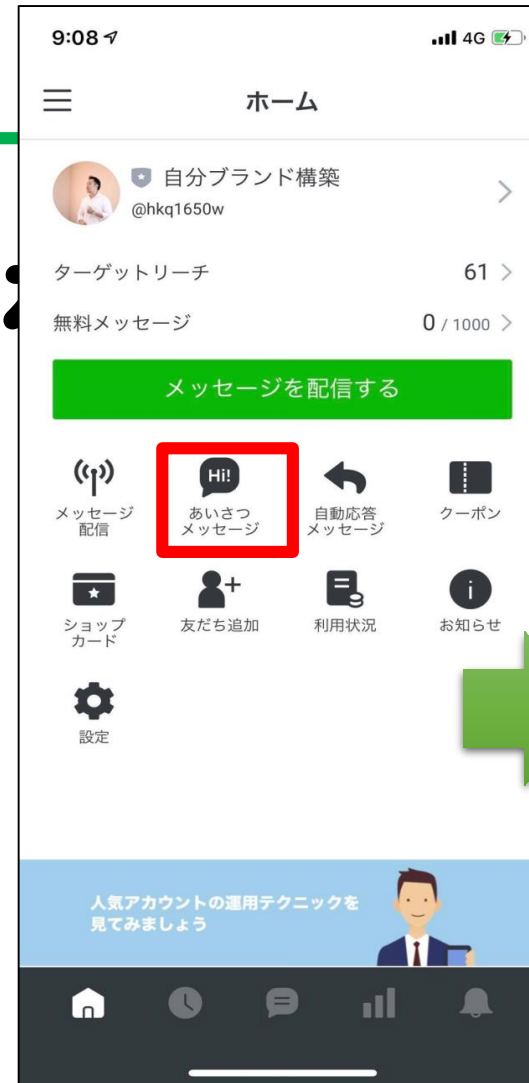 9:08
4G
ホーム
自分ブランド構築
@hkq1650w
ターゲットリーチ 61
無料メッセージ 0 / 1000
メッセージを配信する
メッセージ
配信
Hi!
あいさつ
メッセージ
自動応答
メッセージ
クーポン
ショップ
カード
友だち追加
利用状況
お知らせ
設定
人気アカウントの運用テクニックを
見てみましょう